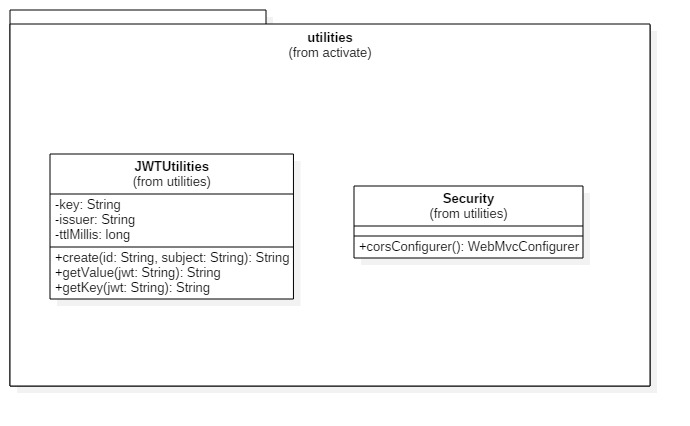 utilities
(from activate)
JWTUtilities
(from utilities)
-key: String
-issuer: String
-ttlMillis: long
+create(id: String, subject: String): String
+getValue(jwt: String): String
+getKey(jwt: String): String
Security
(from utilities)
+corsConfigurer(): WebMvcConfigurer